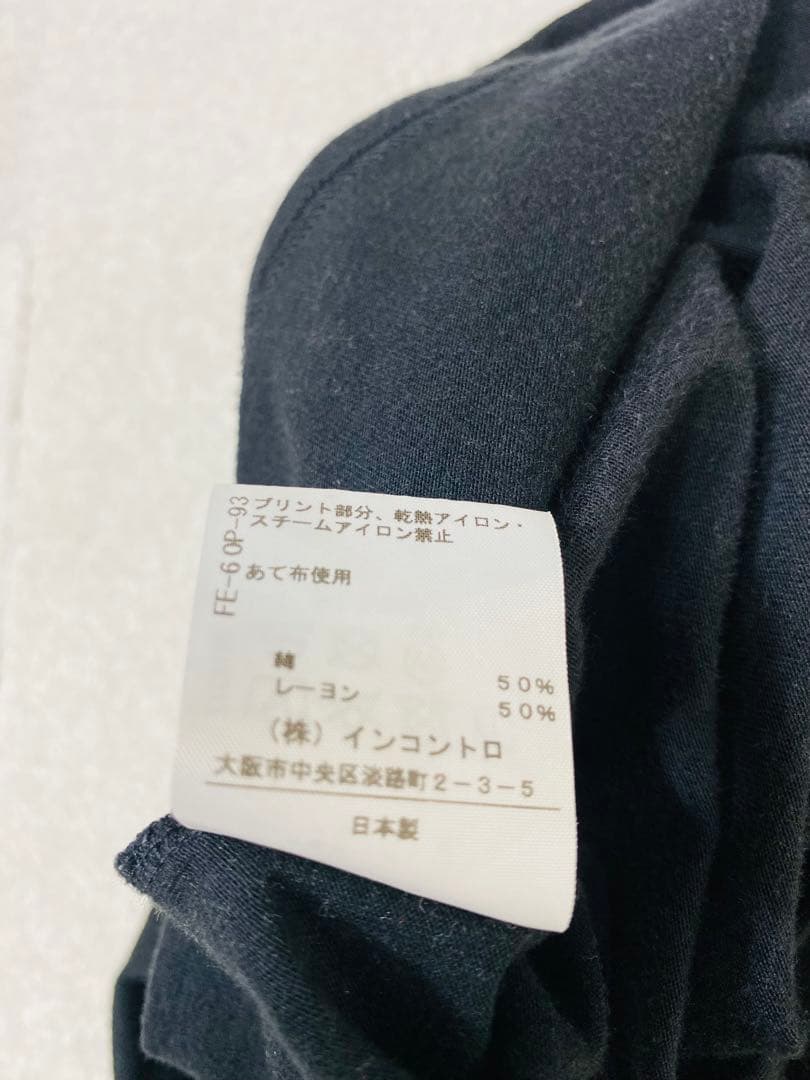 FE-6OP-93
プリント部分、乾熱アイロン・
スチームアイロン禁止
あて布使用
綿 50%
レーヨン 50%
(株) インコントロ
大阪市中央区淡路町2-3-5
日本製